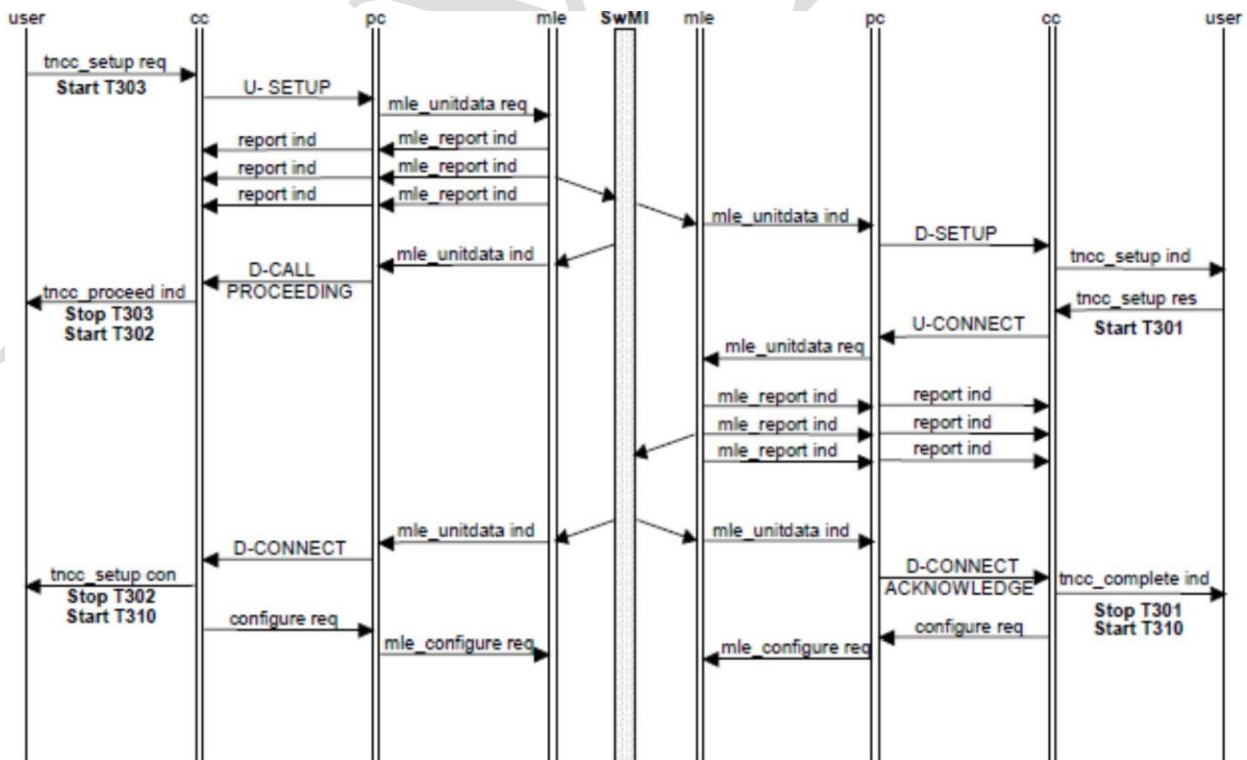 user cc pc mle SwMI mle pc cc user
tncc_setup req
Start T303
U- SETUP
mle_unitdata req
report ind mle_report ind
report ind mle_report ind
report ind mle_report ind
mle_unitdata ind
D-SETUP
tncc_setup ind
mle_unitdata ind
D-CALL
PROCEEDING
tncc_proceed ind
Stop T303
Start T302
tncc_setup res
Start T301
U-CONNECT
mle_unitdata req
mle_report ind report ind
mle_report ind report ind
mle_report ind report ind
mle_unitdata ind mle_unitdata ind
D-CONNECT
tncc_setup con
Stop T302
Start T310
D-CONNECT
ACKNOWLEDGE
tncc_complete ind
Stop T301
Start T310
configure req
mle_configure req
configure req
mle_configure req